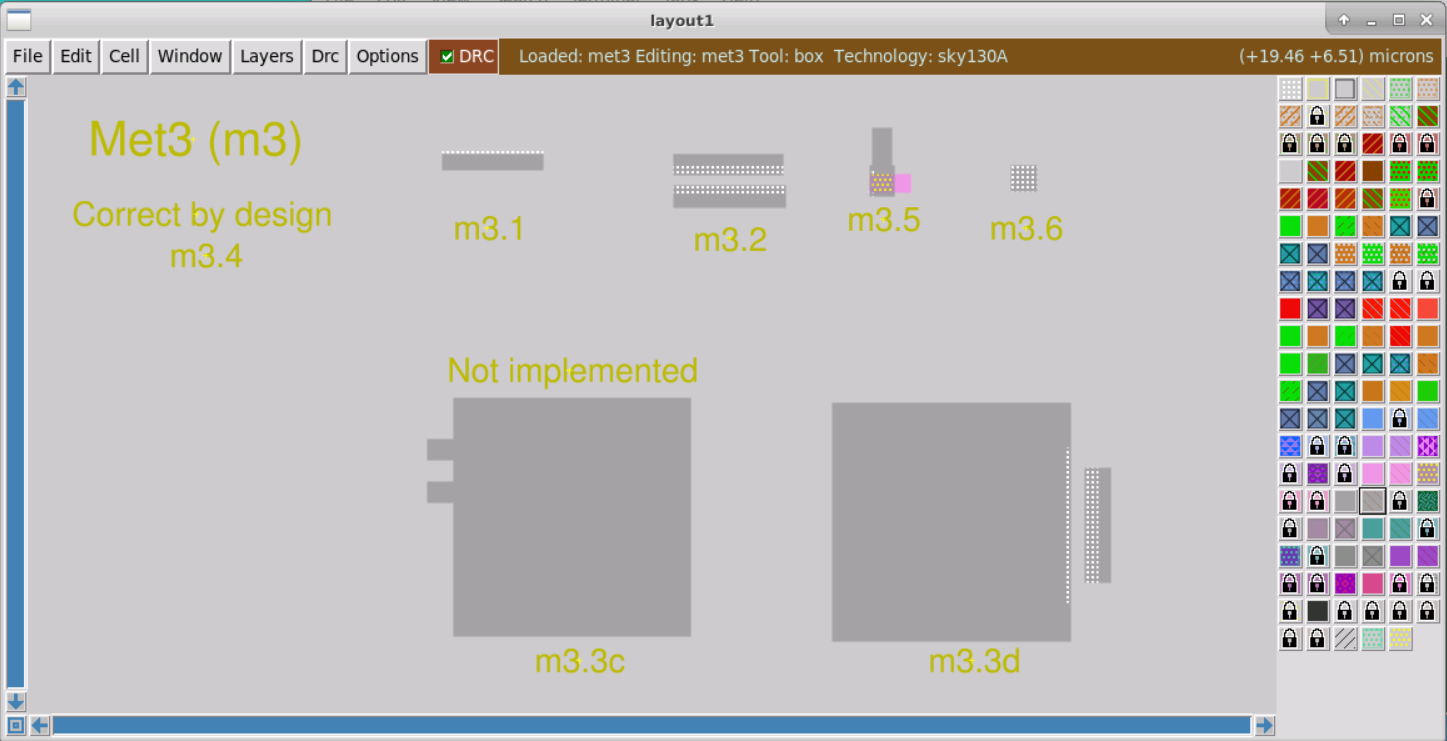 layout1
File Edit Cell Window Layers Drc Options DRC Loaded: met3 Editing: met3 Tool: box Technology: sky130A (+19.46 +6.51) microns
Met3 (m3)
Correct by design
m3.4
m3.1
m3.2
m3.5
m3.6
Not implemented
m3.3c
m3.3d